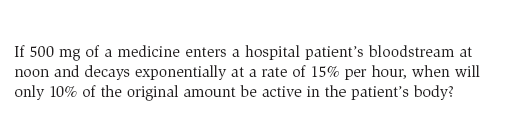 If 500 mg of a medicine enters a hospital patient’s bloodstream at
noon and decays exponentially at a rate of 15% per hour, when will
only 10% of the original amount be active in the patient’s body?